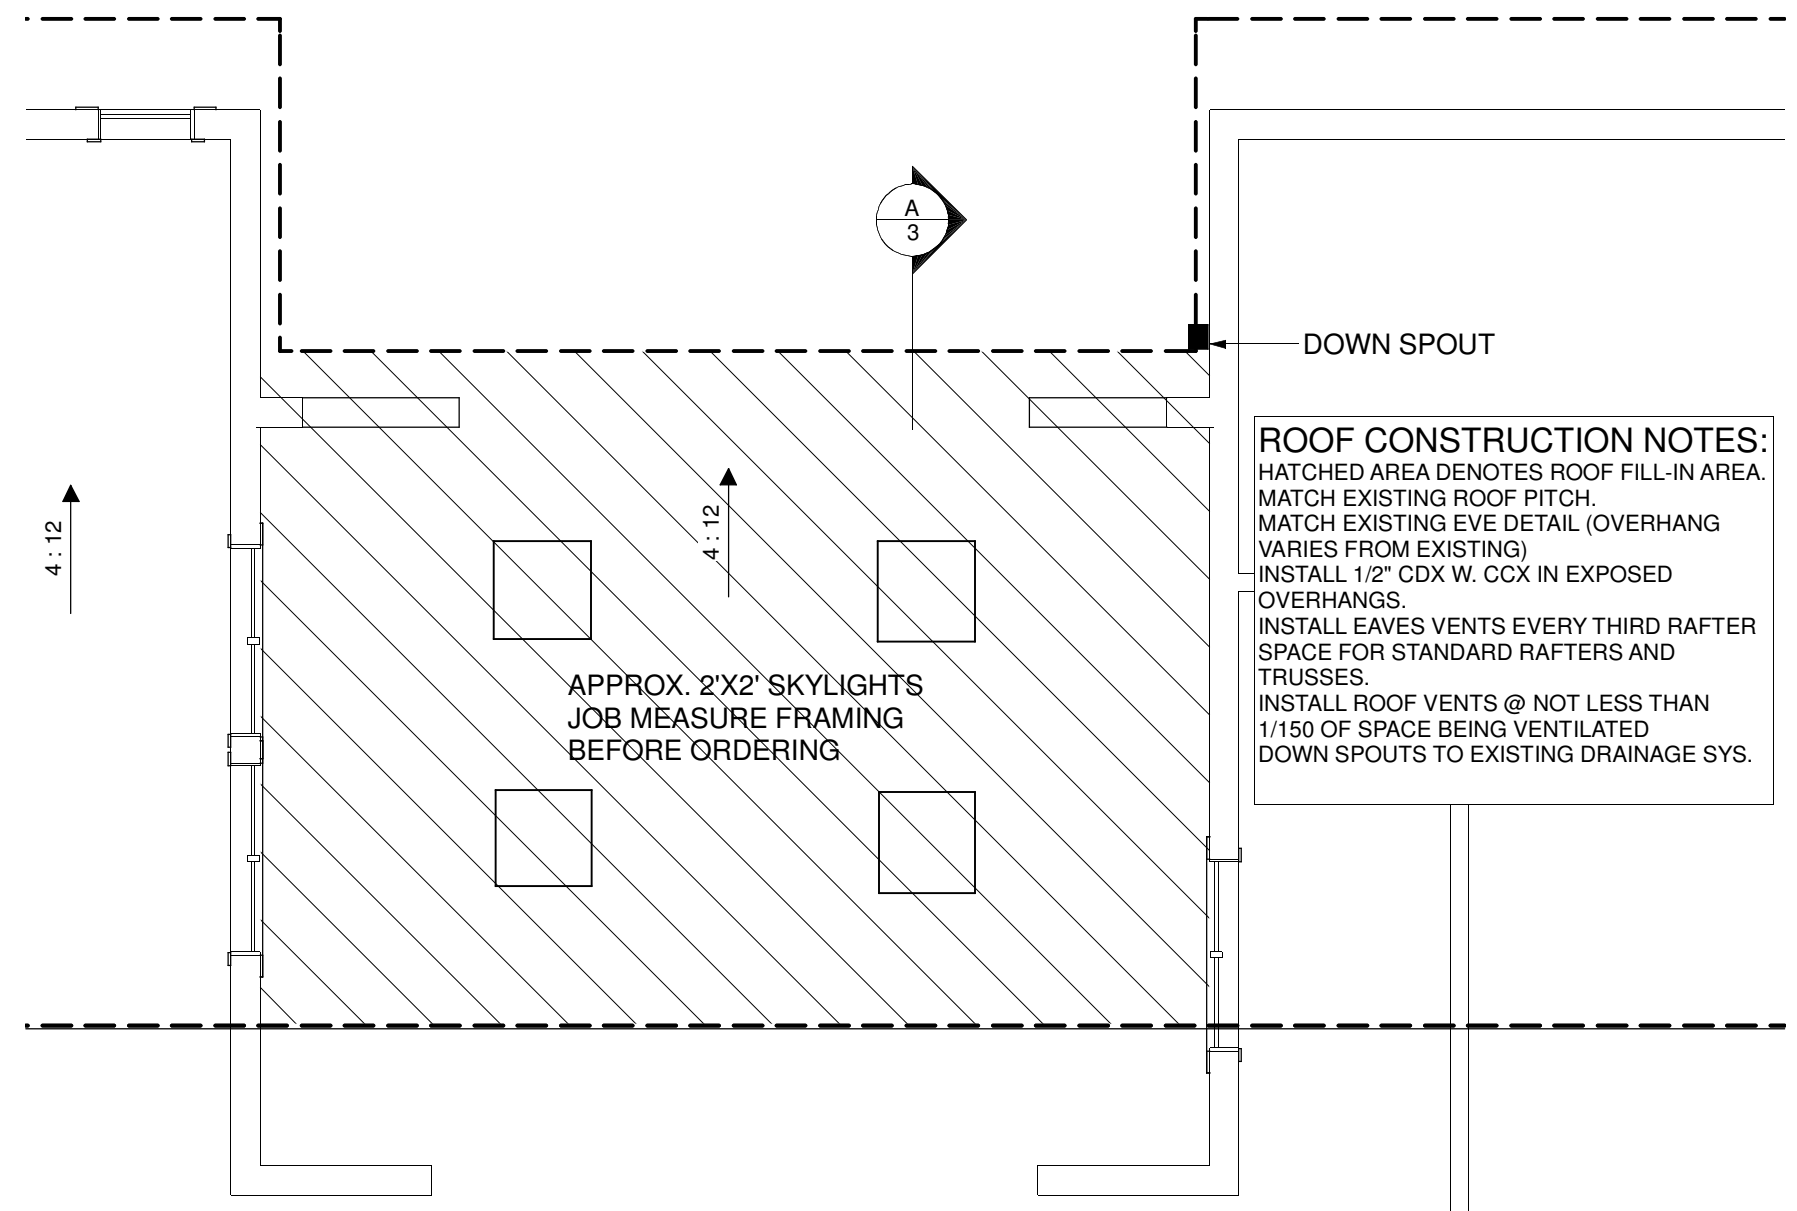 A
3
DOWN SPOUT
ROOF CONSTRUCTION NOTES:
HATCHED AREA DENOTES ROOF FILL-IN AREA.
MATCH EXISTING ROOF PITCH.
MATCH EXISTING EVE DETAIL (OVERHANG
VARIES FROM EXISTING)
INSTALL 1/2" CDX W. CCX IN EXPOSED
OVERHANGS.
INSTALL EAVES VENTS EVERY THIRD RAFTER
SPACE FOR STANDARD RAFTERS AND
TRUSSES.
INSTALL ROOF VENTS @ NOT LESS THAN
1/150 OF SPACE BEING VENTILATED
DOWN SPOUTS TO EXISTING DRAINAGE SYS.
4 : 12
4 : 12
APPROX. 2'X2' SKYLIGHTS
JOB MEASURE FRAMING
BEFORE ORDERING